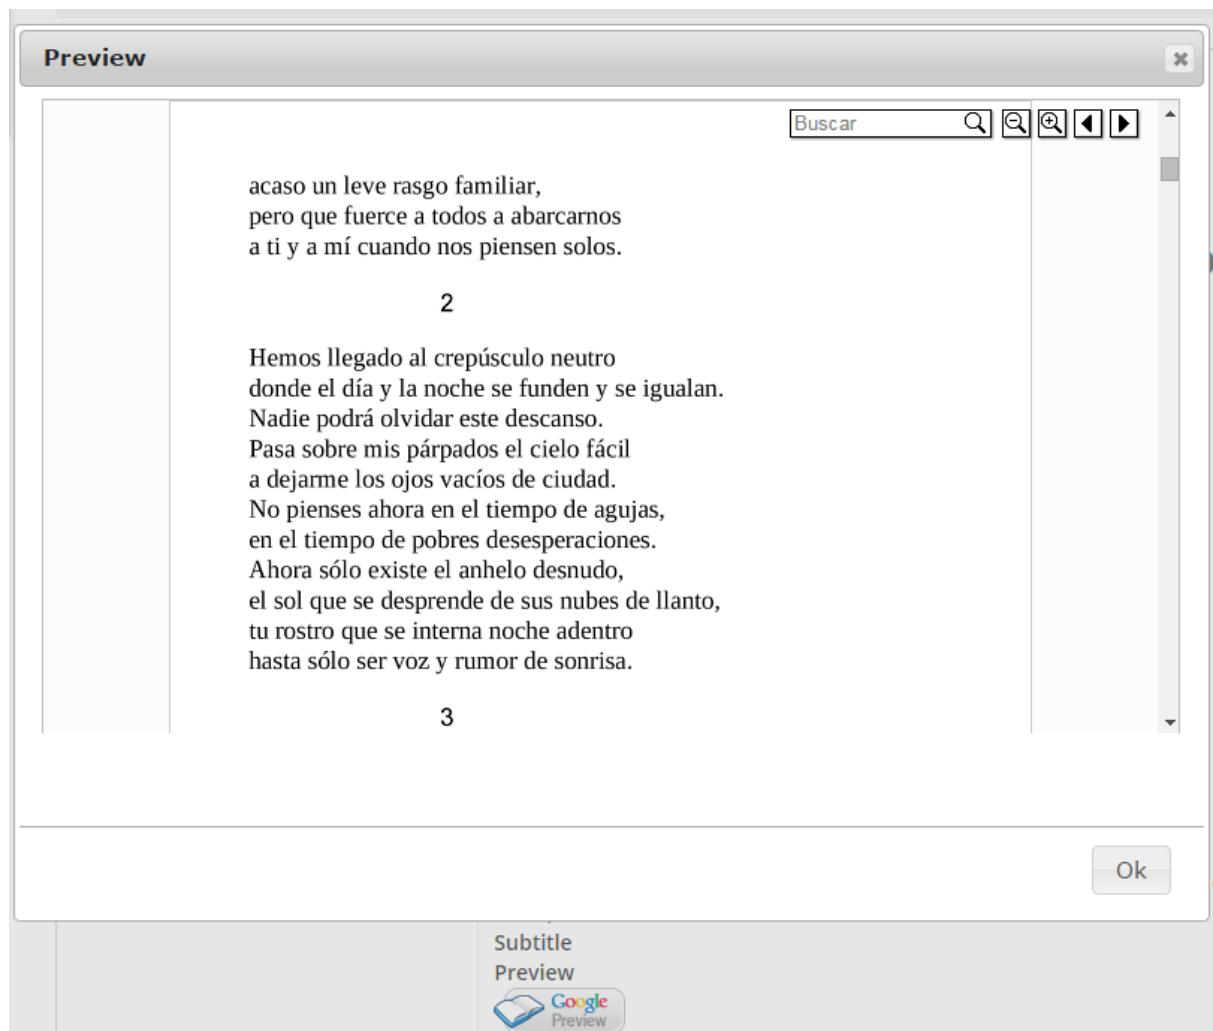 Preview
Buscar
acaso un leve rasgo familiar,
pero que fuerce a todos a abarcarnos
a ti y a mí cuando nos piensen solos.
2
Hemos llegado al crepúsculo neutro
donde el día y la noche se funden y se igualan.
Nadie podrá olvidar este descanso.
Pasa sobre mis párpados el cielo fácil
a dejarme los ojos vacíos de ciudad.
No pienses ahora en el tiempo de agujas,
en el tiempo de pobres desesperaciones.
Ahora sólo existe el anhelo desnudo,
el sol que se desprende de sus nubes de llanto,
tu rostro que se interna noche adentro
hasta sólo ser voz y rumor de sonrisa.
3
Ok
Subtitle
Preview
Google
Preview